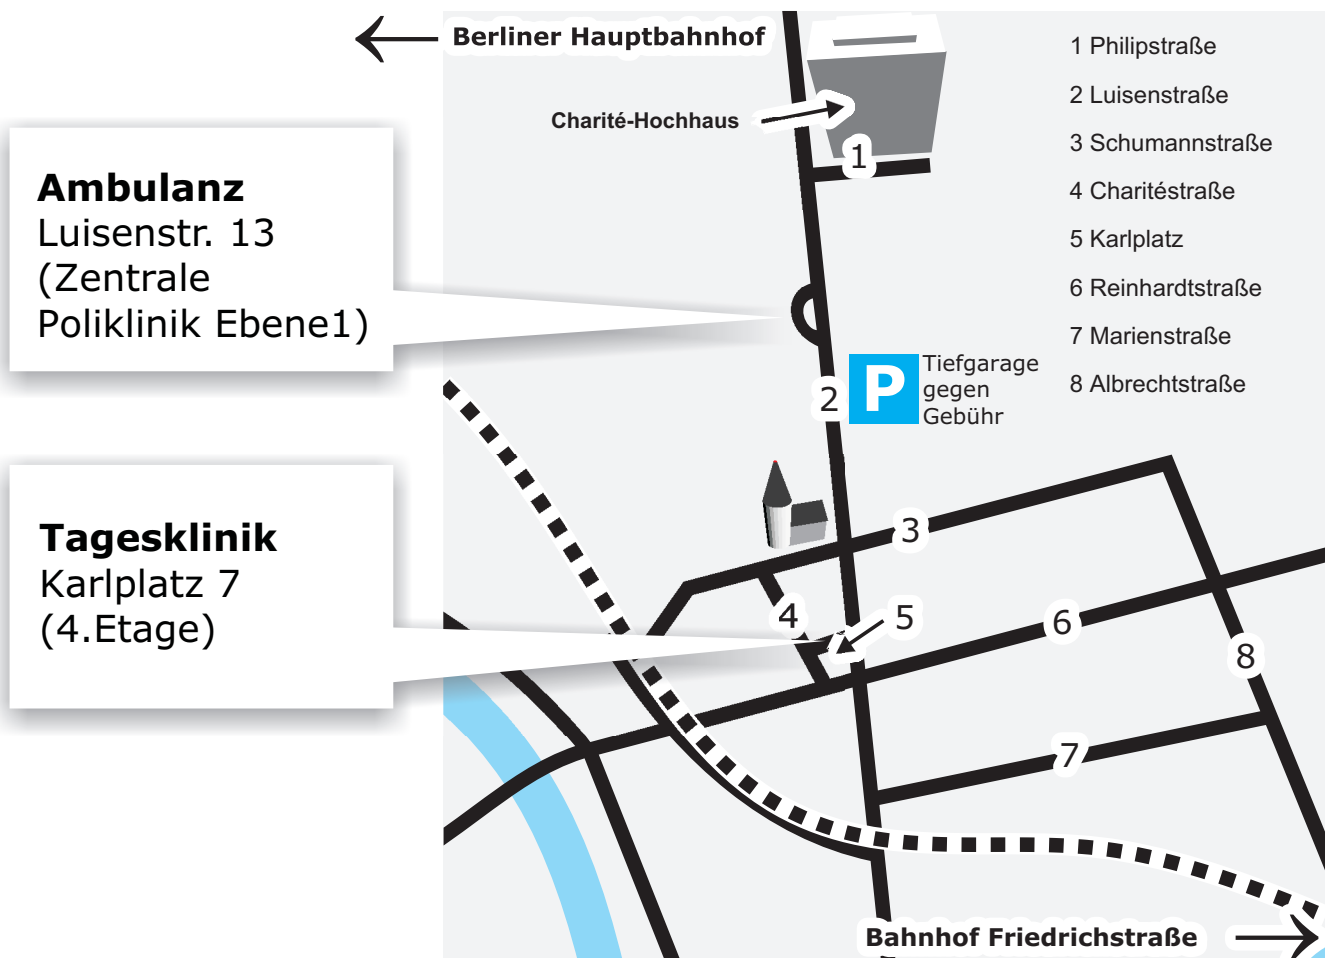 Berliner Hauptbahnhof
Charité-Hochhaus
1 Philipstraße
2 Luisenstraße
3 Schumannstraße
4 Charitéstraße
5 Karlplatz
6 Reinhardtstraße
7 Marienstraße
8 Albrechtstraße
Ambulanz
Luisenstr. 13
(Zentrale
Poliklinik Ebene1)
1
2
P
Tiefgarage
gegen
Gebühr
Tagesklinik
Karlplatz 7
(4.Etage)
3
4
5
6
8
7
Bahnhof Friedrichstraße